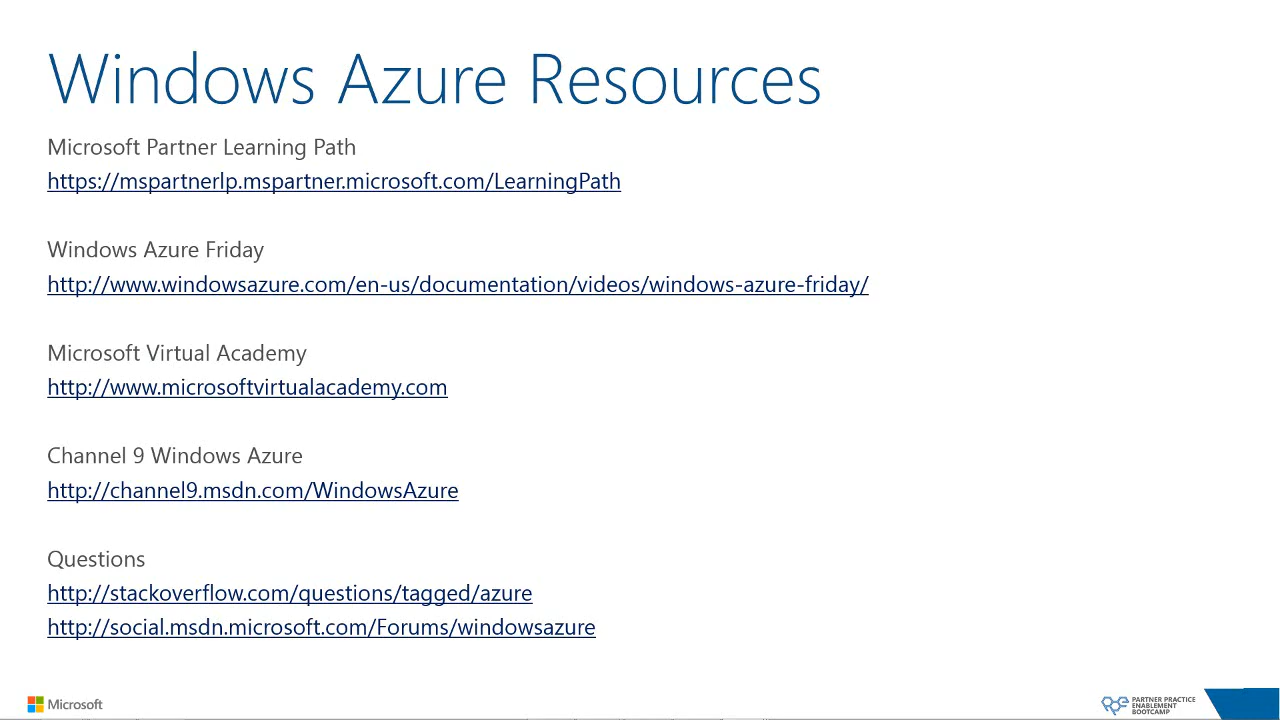 Windows Azure Resources
Microsoft Partner Learning Path
https://mspartnerlp.mspartner.microsoft.com/LearningPath
Windows Azure Friday
http://www.windowsazure.com/en-us/documentation/videos/windows-azure-friday/
Microsoft Virtual Academy
http://www.microsoftvirtualacademy.com
Channel 9 Windows Azure
http://channel9.msdn.com/WindowsAzure
Questions
http://stackoverflow.com/questions/tagged/azure
http://social.msdn.microsoft.com/Forums/windowsazure
Microsoft
PARTNER PRACTICE
ENABLEMENT
BOOTCAMP